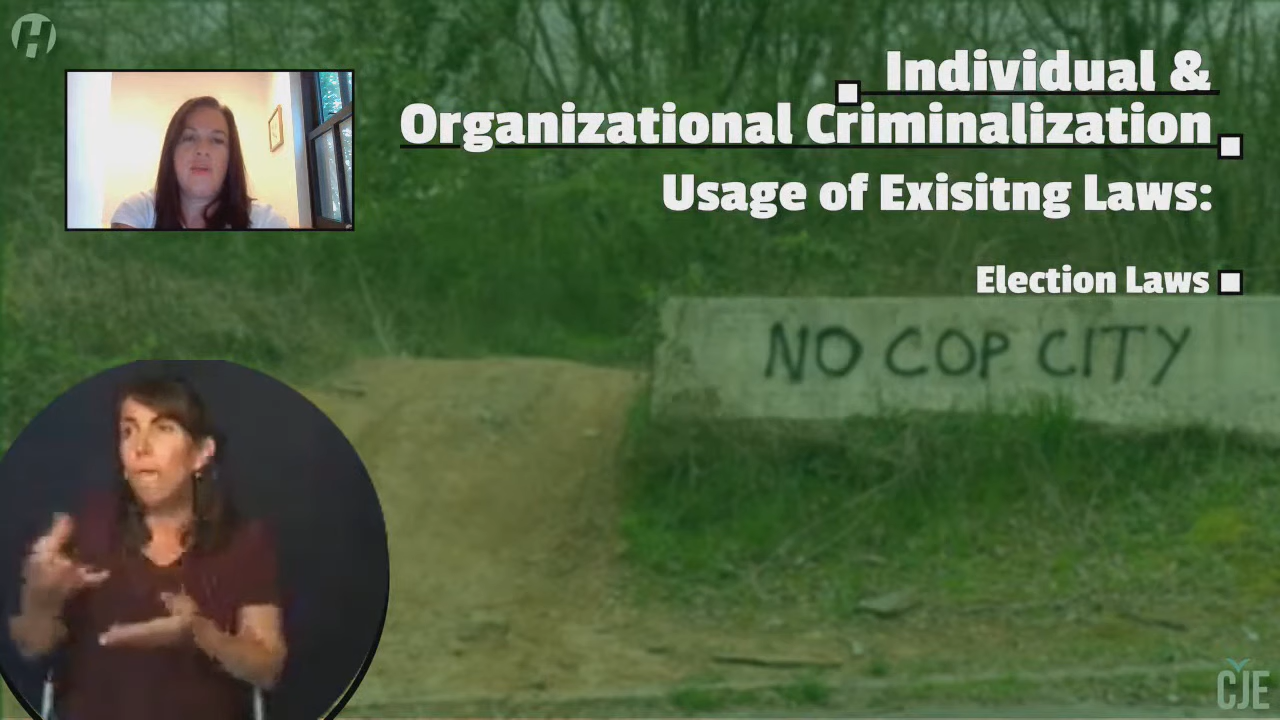 H
Individual &
Organizational Criminalization
Usage of Exisitng Laws:
Election Laws
NO COP CITY
CJE